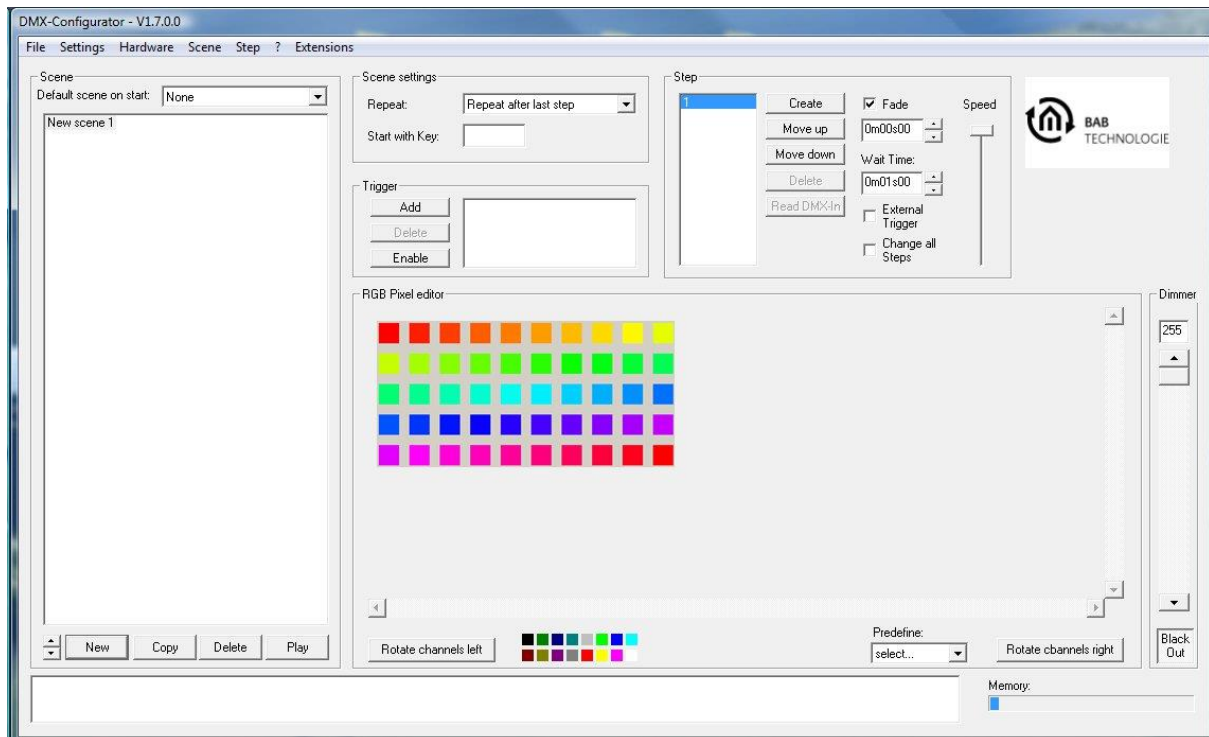 DMX-Configurator - V1.7.0.0
File Settings Hardware Scene Step ? Extensions
Scene
Default scene on start: None
New scene 1
New Copy Delete Play
Scene settings
Repeat: Repeat after last step
Start with Key:
Trigger
Add
Delete
Enable
Step
1
Create
Move up
Move down
Delete
Read DMX-In
Fade
0m00s00
Wait Time:
0m01s00
External
Trigger
Change all
Steps
Speed
BAB
TECHNOLOGIE
RGB Pixel editor
Rotate channels left
Predefine:
select...
Rotate cbannels right
Dimmer
255
Black
Out
Memory: